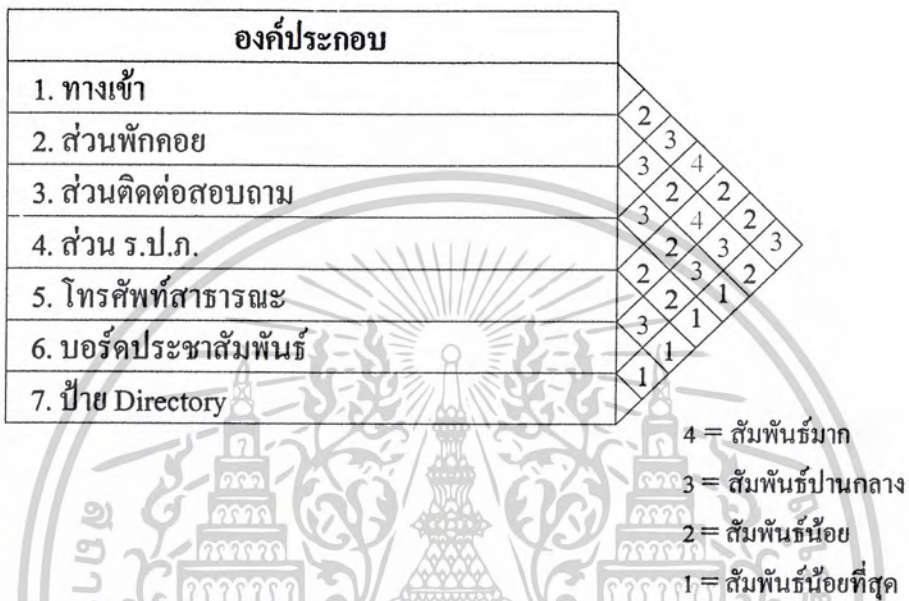 องค์ประกอบ
1. ทางเข้า
2
3
2. ส่วนพักคอย
3 4
2 2
3. ส่วนติดต่อสอบถาม
3 4 2
4. ส่วน ร.ป.ภ.
2 3 3
2 3 2
5. โทรศัพท์สาธารณะ
2 1
3 1
6. บอร์ดประชาสัมพันธ์
1
1
7. ป้าย Directory
4 = สัมพันธ์มาก
3 = สัมพันธ์ปานกลาง
2 = สัมพันธ์น้อย
1 = สัมพันธ์น้อยที่สุด